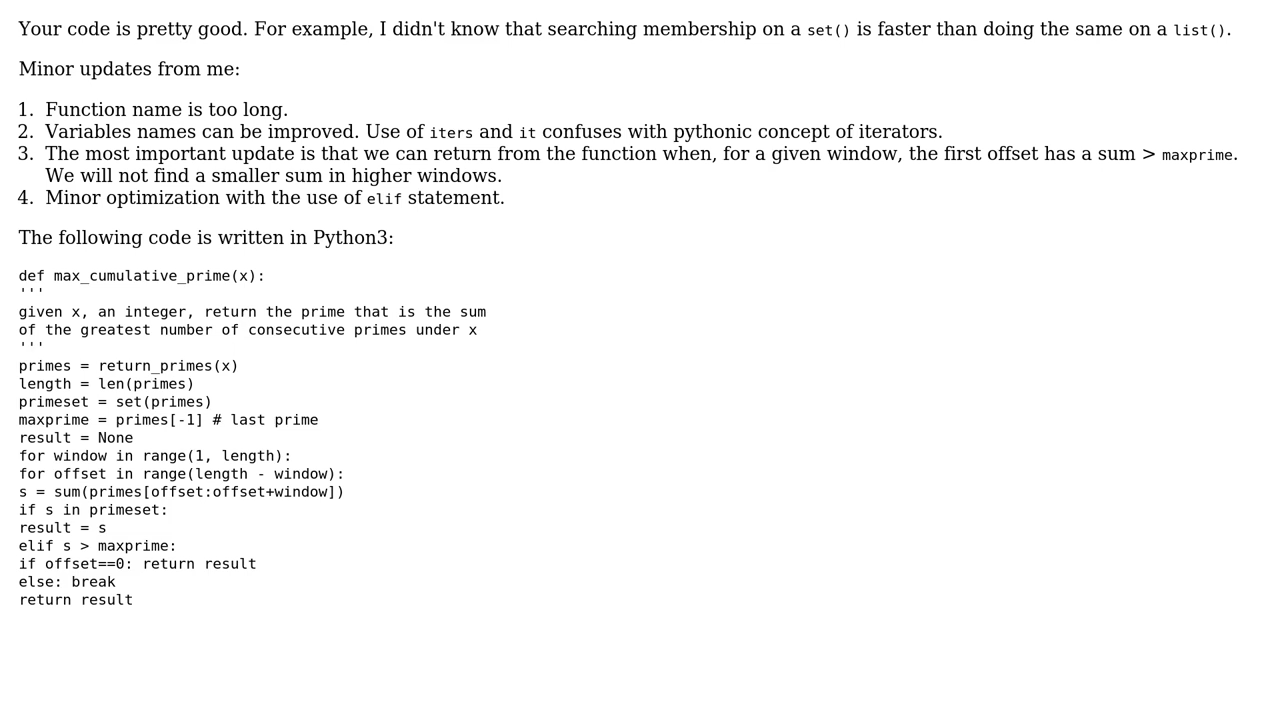 Your code is pretty good. For example, I didn't know that searching membership on a set() is faster than doing the same on a list().
Minor updates from me:
1. Function name is too long.
2. Variables names can be improved. Use of iters and it confuses with pythonic concept of iterators.
3. The most important update is that we can return from the function when, for a given window, the first offset has a sum > maxprime.
We will not find a smaller sum in higher windows.
4. Minor optimization with the use of elif statement.
The following code is written in Python3:
def max_cumulative_prime(x):
'''
given x, an integer, return the prime that is the sum
of the greatest number of consecutive primes under x
'''
primes = return_primes(x)
length = len(primes)
primeset = set(primes)
maxprime = primes[-1] # last prime
result = None
for window in range(1, length):
for offset in range(length - window):
s = sum(primes[offset:offset+window])
if s in primeset:
result = s
elif s > maxprime:
if offset==0: return result
else: break
return result